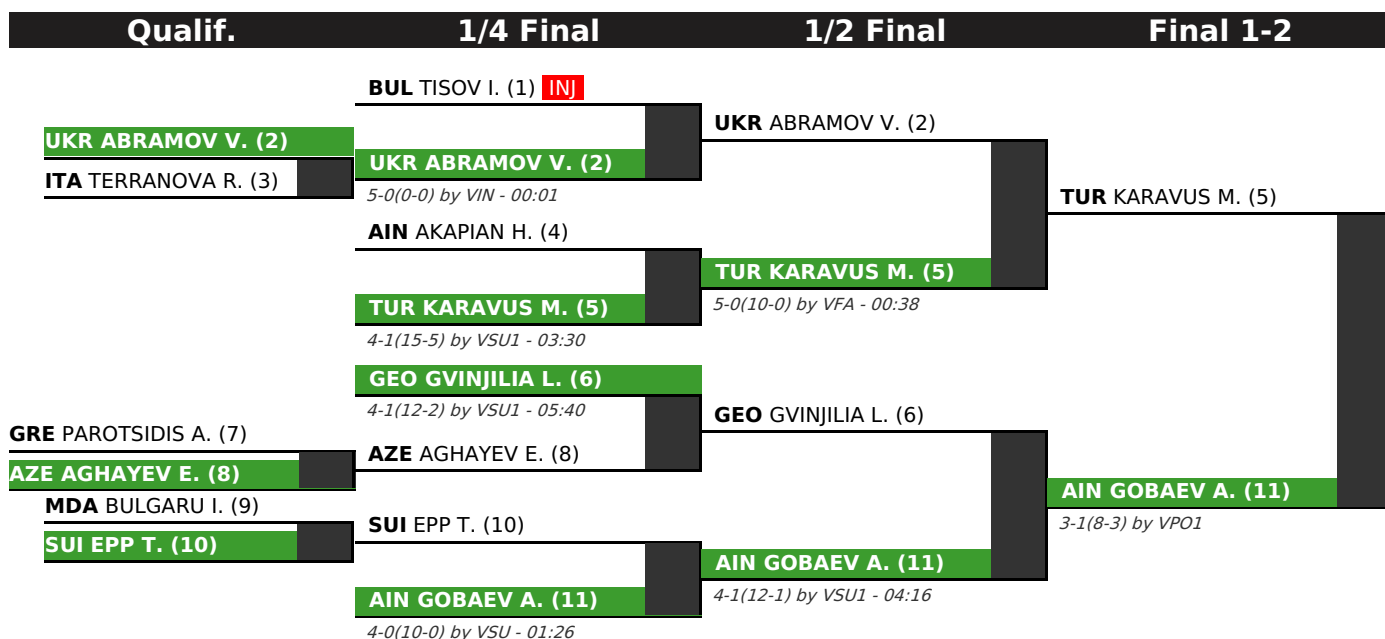 Qualif.
1/4 Final
1/2 Final
Final 1-2
UKR ABRAMOV V. (2)
ITA TERRANOVA R. (3)
GRE PAROTSIDIS A. (7)
AZE AGHAYEV E. (8)
MDA BULGARU I. (9)
SUI EPP T. (10)
BUL TISOV I. (1) INJ
UKR ABRAMOV V. (2)
5-0(0-0) by VIN - 00:01
AIN AKAPIAN H. (4)
TUR KARAVUS M. (5)
4-1(15-5) by VSU1 - 03:30
GEO GVINJILIA L. (6)
4-1(12-2) by VSU1 - 05:40
AZE AGHAYEV E. (8)
SUI EPP T. (10)
AIN GOBAEV A. (11)
4-0(10-0) by VSU - 01:26
UKR ABRAMOV V. (2)
TUR KARAVUS M. (5)
5-0(10-0) by VFA - 00:38
GEO GVINJILIA L. (6)
AIN GOBAEV A. (11)
4-1(12-1) by VSU1 - 04:16
TUR KARAVUS M. (5)
AIN GOBAEV A. (11)
3-1(8-3) by VPO1